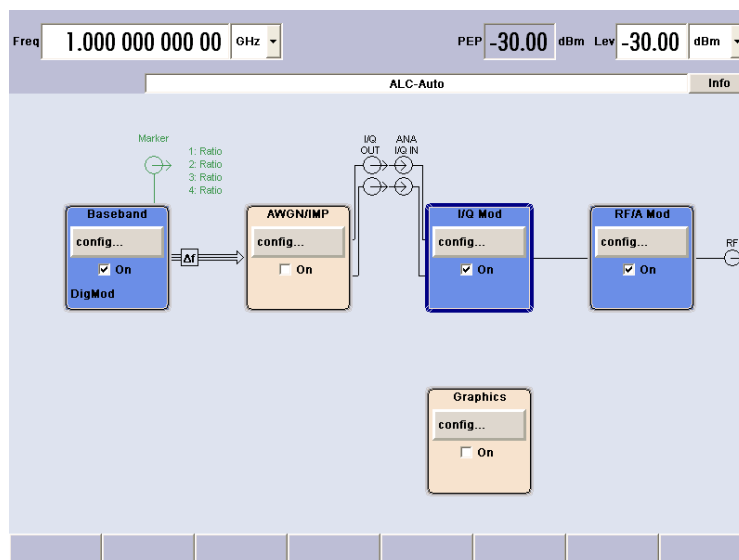 Freq 1.000 000 000 00 GHz PEP -30.00 dBm Lev -30.00 dBm
ALC-Auto Info
Marker
1: Ratio
2: Ratio
3: Ratio
4: Ratio
I/Q OUT
ANA I/Q IN
Baseband
config...
On
DigMod
Δf
AWGN/IMP
config...
On
I/Q Mod
config...
On
RF/A Mod
config...
On
RF
Graphics
config...
On